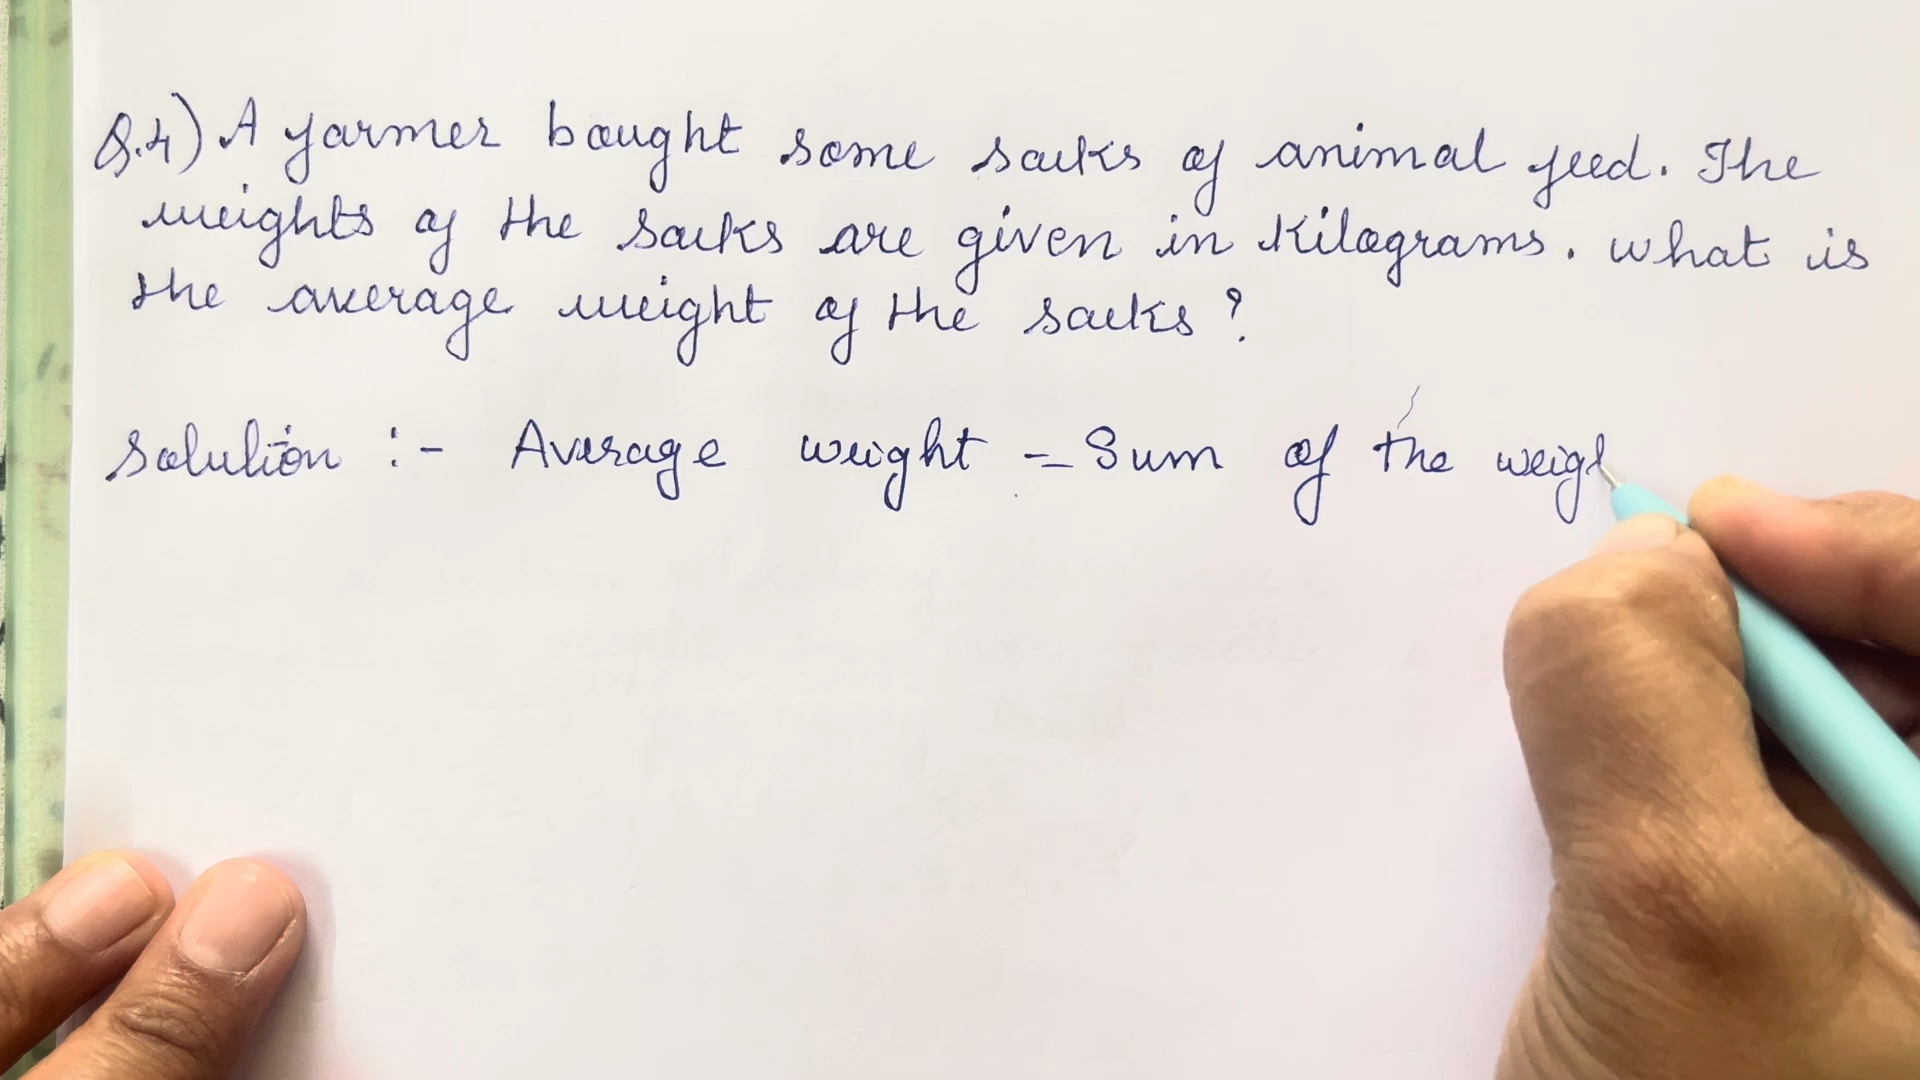 Q.4) A farmer bought some sacks of animal feed. The
weights of the sacks are given in kilograms. what is
the average weight of the sacks?
Solution :- Average weight = Sum of the weigh